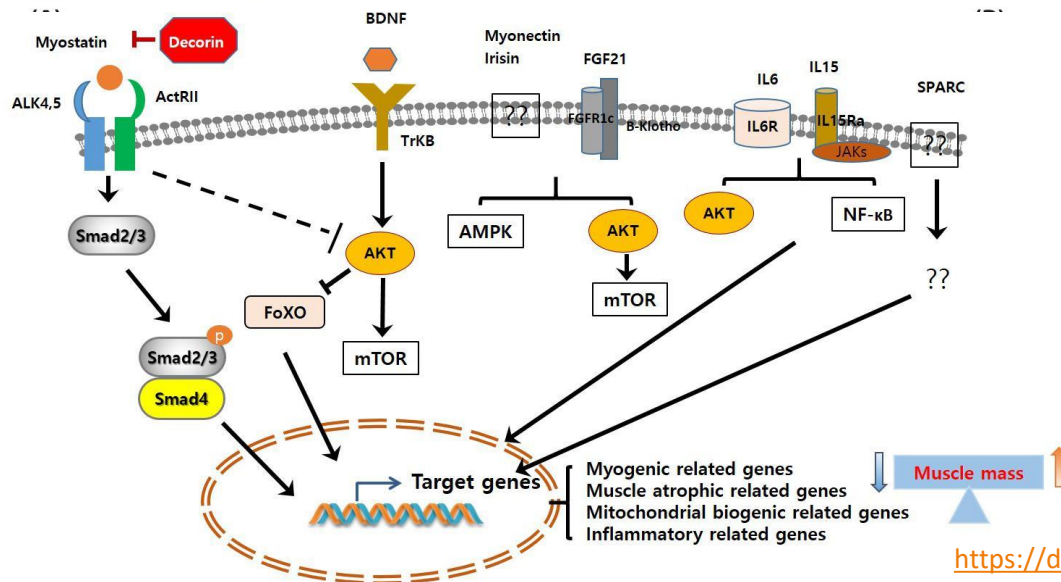 Myostatin
Decorin
BDNF
Myonectin
Irisin
FGF21
IL6
IL15
SPARC
ALK4,5
ActRII
TrKB
??
FGFR1c
B-Klotho
IL6R
IL15Ra
JAKs
??
Smad2/3
AKT
AMPK
AKT
AKT
NF-κB
FoXO
mTOR
mTOR
??
p
Smad2/3
Smad4
Target genes
Myogenic related genes
Muscle atrophic related genes
Mitochondrial biogenic related genes
Inflammatory related genes
Muscle mass
https://d